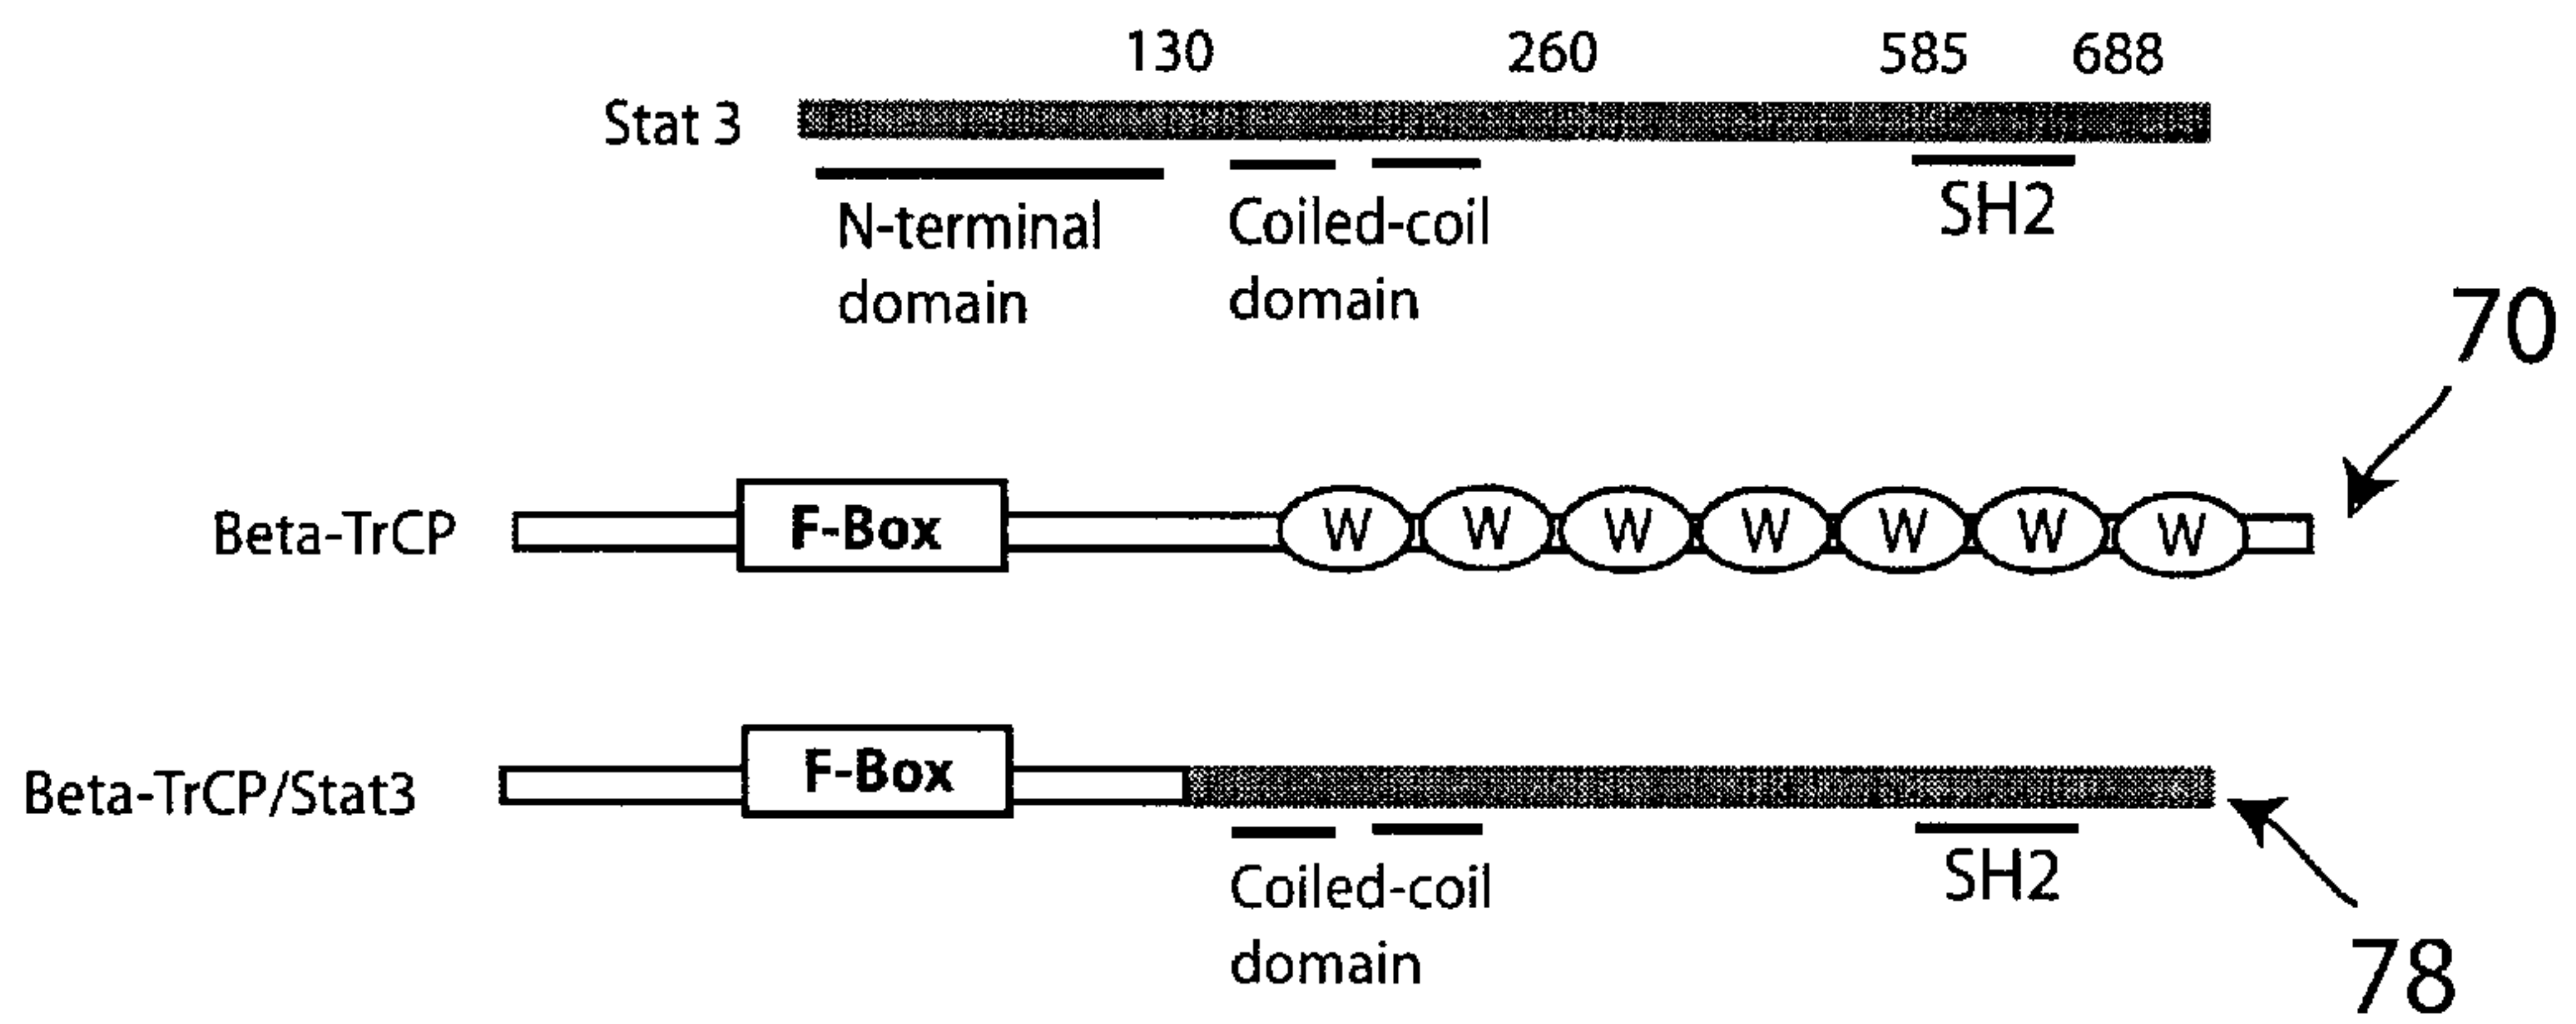 130 260 585 688
Stat 3
N-terminal
domain
Coiled-coil
domain
SH2
70
Beta-TrCP
F-Box
W W W W W W W
Beta-TrCP/Stat3
F-Box
Coiled-coil
domain
SH2
78